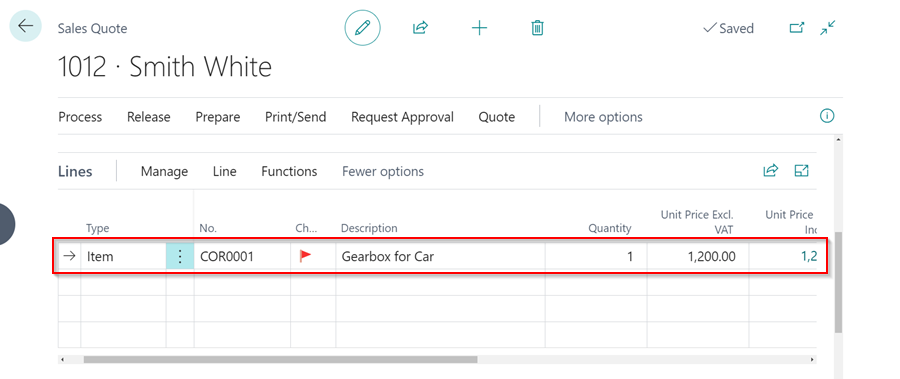 Sales Quote
Saved
1012 · Smith White
Process Release Prepare Print/Send Request Approval Quote More options
Lines Manage Line Functions Fewer options
Unit Price Excl. Unit Price
Type No. Ch... Description Quantity VAT Inc
Item COR0001 Gearbox for Car 1 1,200.00 1,2